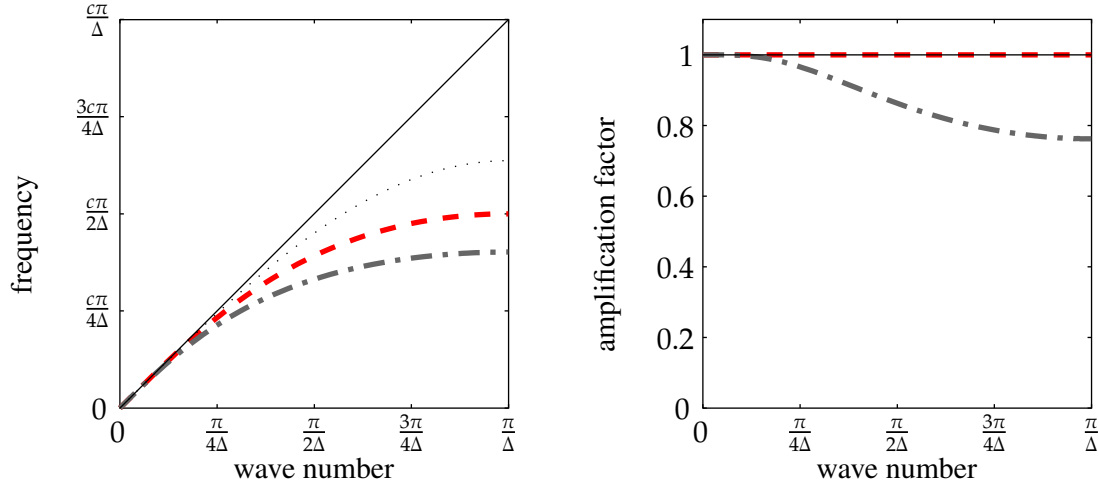 frequency
cπ/Δ
3cπ/4Δ
cπ/2Δ
cπ/4Δ
0
0 π/4Δ π/2Δ 3π/4Δ π/Δ
wave number
amplification factor
1
0.8
0.6
0.4
0.2
0
0 π/4Δ π/2Δ 3π/4Δ π/Δ
wave number